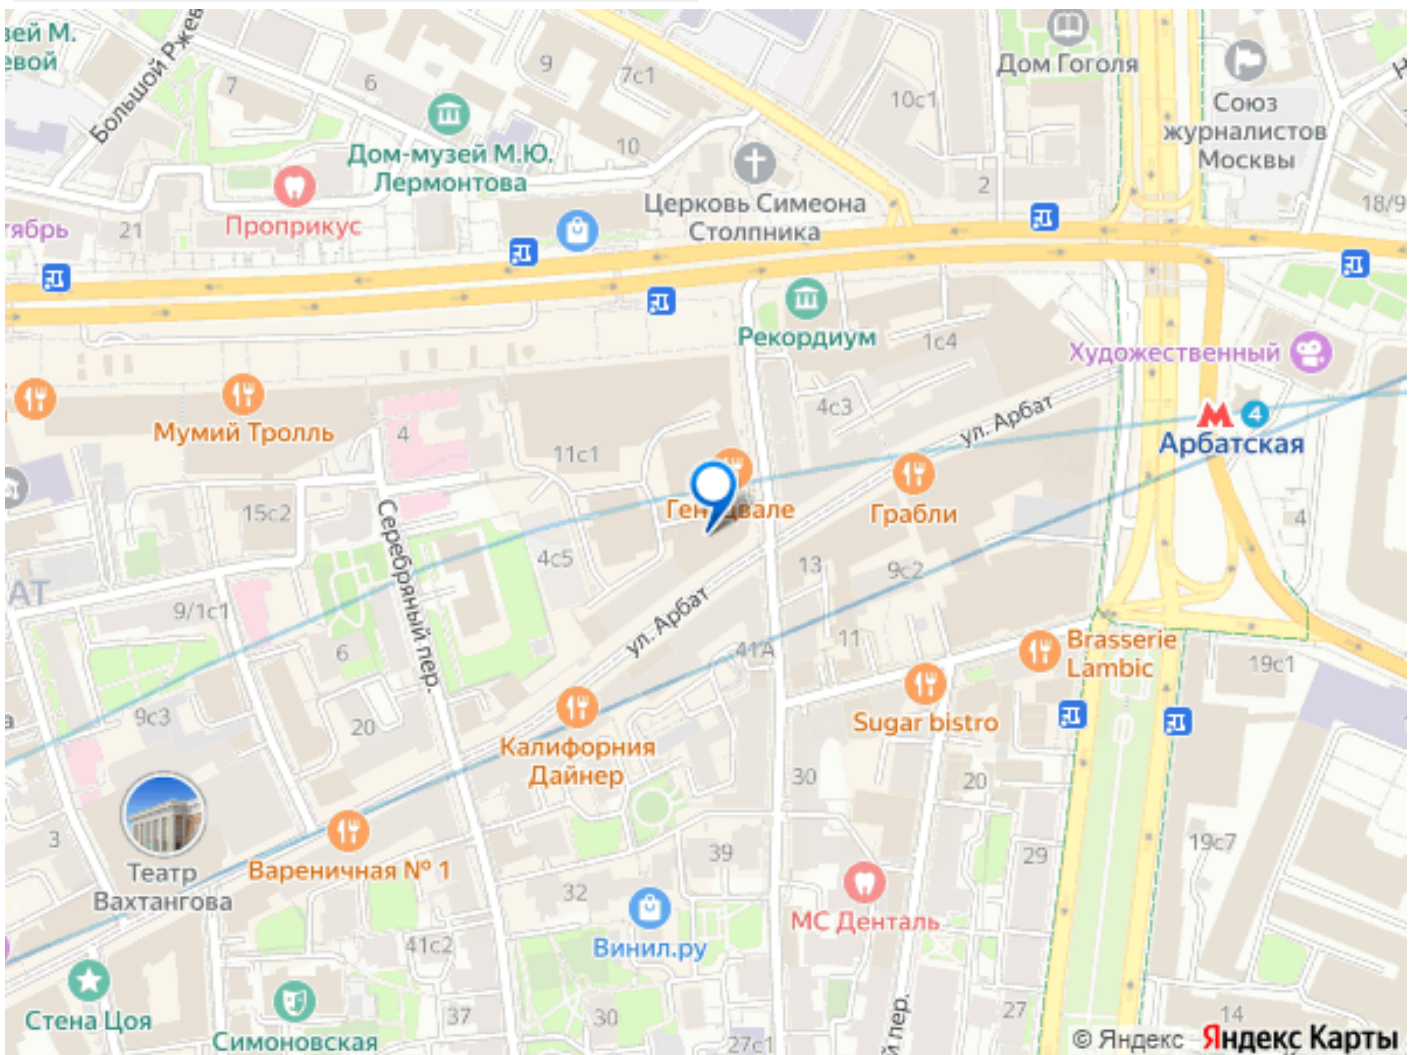 зей М.
евой
Большой Ржев
7
6
9
7с1
10
10с1
2
Дом Гоголя
Союз
журналистов
Москвы
18/9
Дом-музей М.Ю.
Лермонтова
Проприкус
тябрь
21
Церковь Симеона
Столпника
Рекордиум
1с4
Художественный
4
Арбатская
Мумий Тролль
4
11с1
4с3
ул. Арбат
Грабли
15с2
Серебряный пер.
4с5
13
9с2
4
АТ
9/1с1
6
ул. Арбат
41А
11
Brasserie
Lambic
19с1
а
9с3
20
Калифорния
Дайнер
Sugar bistro
30
20
3
Театр
Вахтангова
Вареничная № 1
39
29
19с7
32
МС Денталь
Винил.ру
41с2
Стена Цоя
Симоновская
37
30
27с1
й пер.
27
14
© Яндекс Яндекс Карты